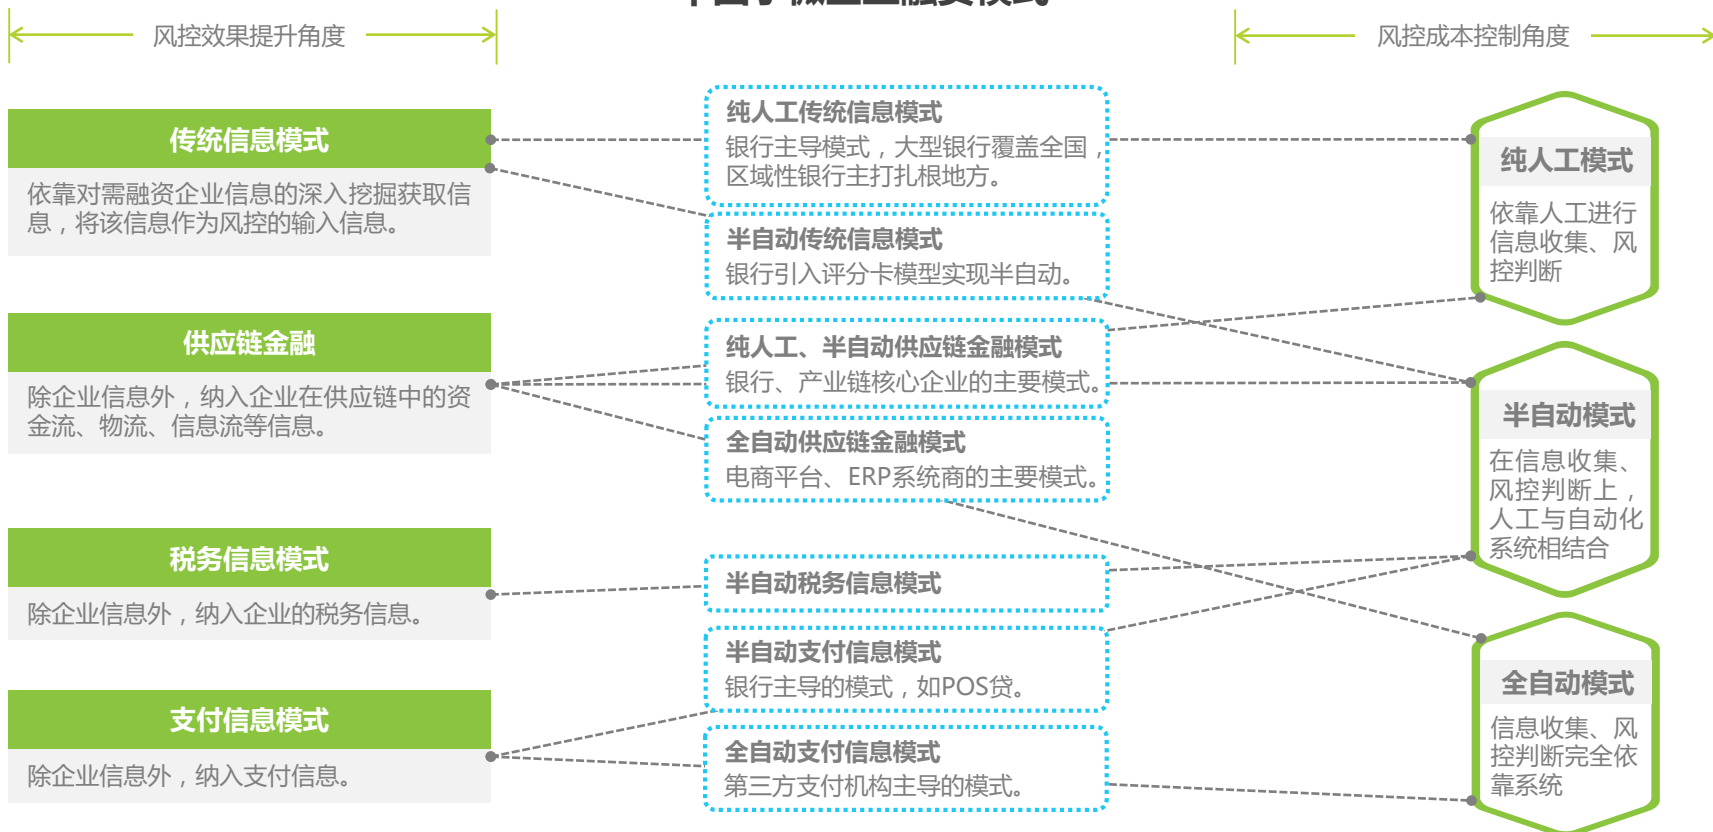 风控效果提升角度
风控成本控制角度
传统信息模式
依靠对需融资企业信息的深入挖掘获取信
息，将该信息作为风控的输入信息。
供应链金融
除企业信息外，纳入企业在供应链中的资
金流、物流、信息流等信息。
税务信息模式
除企业信息外，纳入企业的税务信息。
支付信息模式
除企业信息外，纳入支付信息。
纯人工传统信息模式
银行主导模式，大型银行覆盖全国，
区域性银行主打扎根地方。
半自动传统信息模式
银行引入评分卡模型实现半自动。
纯人工、半自动供应链金融模式
银行、产业链核心企业的主要模式。
全自动供应链金融模式
电商平台、ERP系统商的主要模式。
半自动税务信息模式
半自动支付信息模式
银行主导的模式，如POS贷。
全自动支付信息模式
第三方支付机构主导的模式。
纯人工模式
依靠人工进行
信息收集、风
控判断
半自动模式
在信息收集、
风控判断上，
人工与自动化
系统相结合
全自动模式
信息收集、风
控判断完全依
靠系统